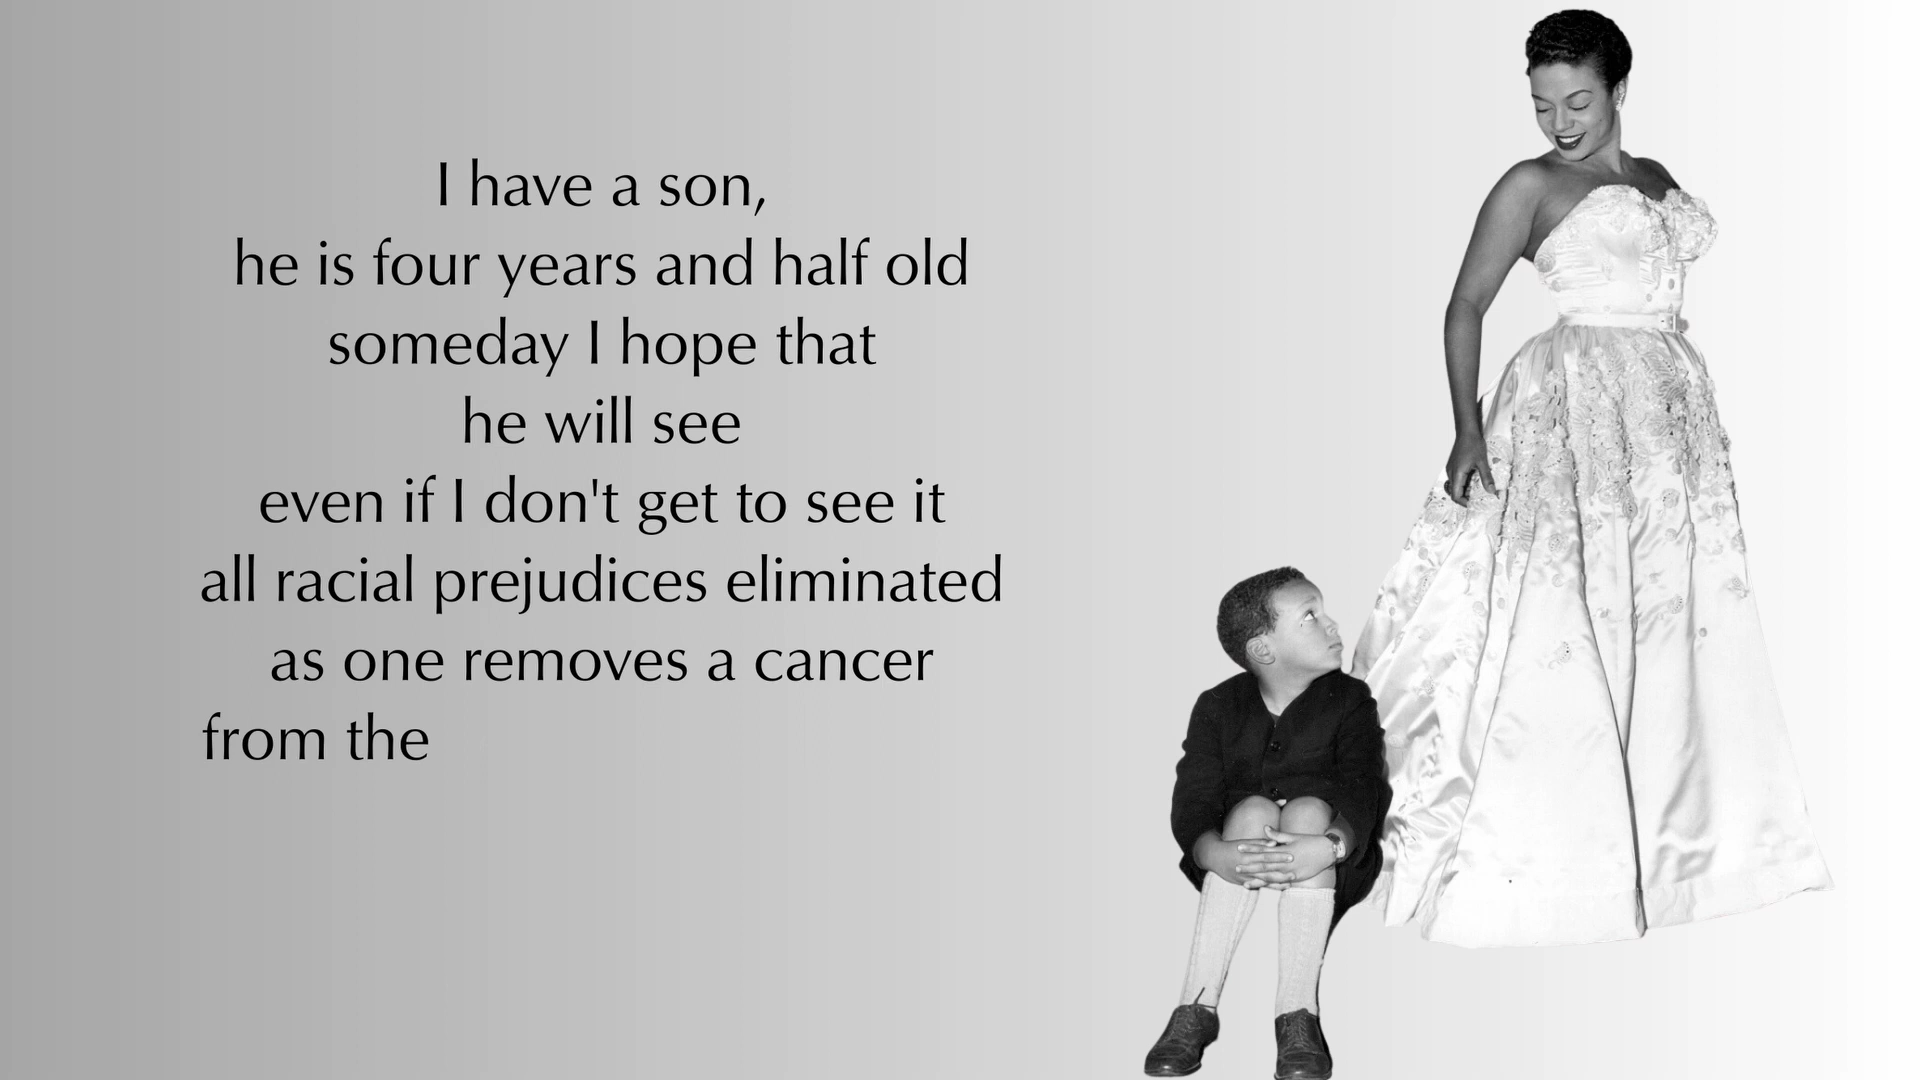 I have a son,
he is four years and half old
someday I hope that
he will see
even if I don't get to see it
all racial prejudices eliminated
as one removes a cancer
from the